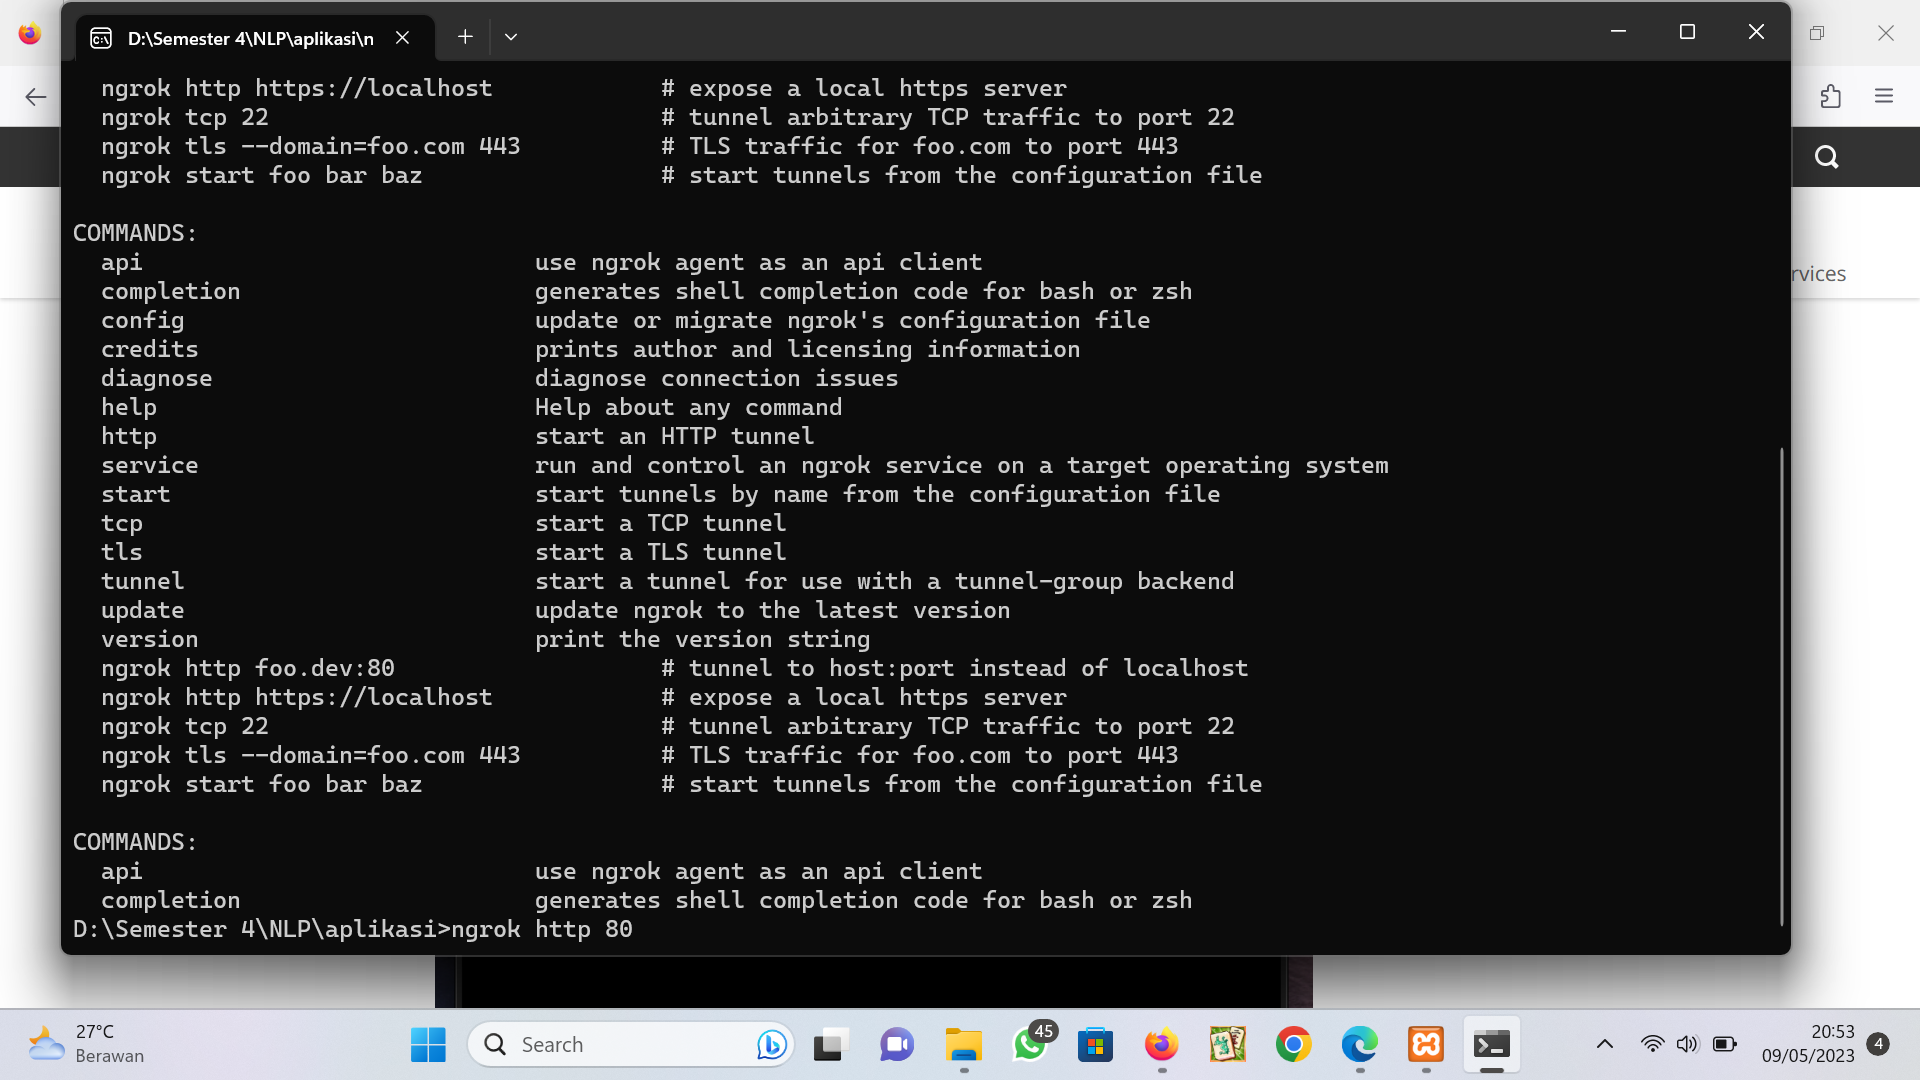 D:\Semester 4\NLP\aplikasi\n
ngrok http https://localhost # expose a local https server
ngrok tcp 22 # tunnel arbitrary TCP traffic to port 22
ngrok tls --domain=foo.com 443 # TLS traffic for foo.com to port 443
ngrok start foo bar baz # start tunnels from the configuration file
COMMANDS:
api use ngrok agent as an api client
completion generates shell completion code for bash or zsh
config update or migrate ngrok's configuration file
credits prints author and licensing information
diagnose diagnose connection issues
help Help about any command
http start an HTTP tunnel
service run and control an ngrok service on a target operating system
start start tunnels by name from the configuration file
tcp start a TCP tunnel
tls start a TLS tunnel
tunnel start a tunnel for use with a tunnel-group backend
update update ngrok to the latest version
version print the version string
ngrok http foo.dev:80 # tunnel to host:port instead of localhost
ngrok http https://localhost # expose a local https server
ngrok tcp 22 # tunnel arbitrary TCP traffic to port 22
ngrok tls --domain=foo.com 443 # TLS traffic for foo.com to port 443
ngrok start foo bar baz # start tunnels from the configuration file
COMMANDS:
api use ngrok agent as an api client
completion generates shell completion code for bash or zsh
D:\Semester 4\NLP\aplikasi>ngrok http 80
rvices
27°C
Berawan
Search
45
20:53
09/05/2023
4